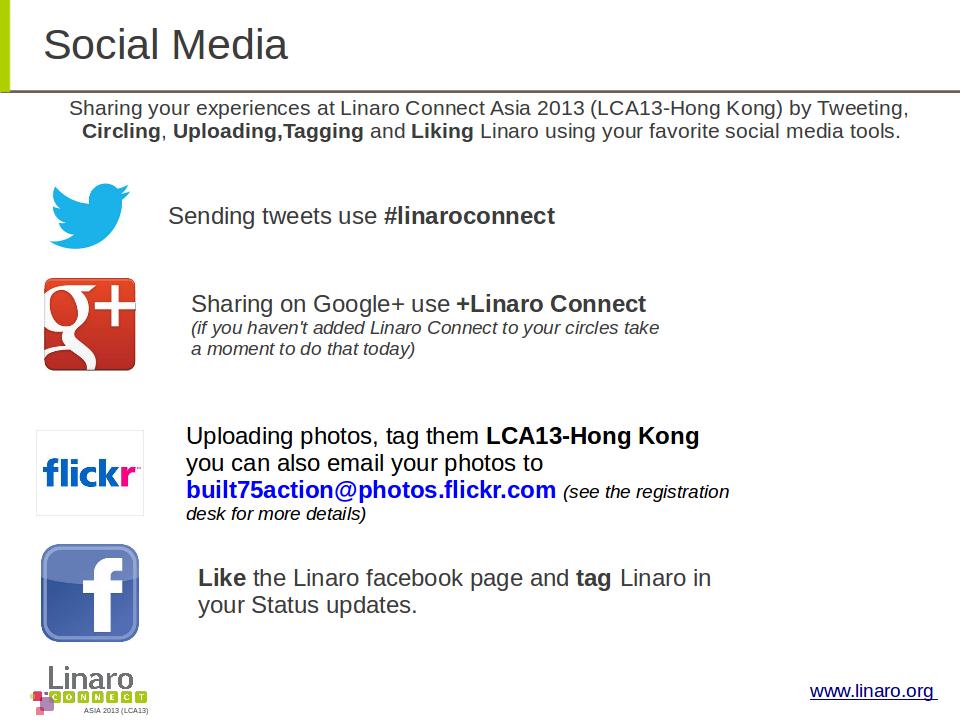 Social Media
Sharing your experiences at Linaro Connect Asia 2013 (LCA13-Hong Kong) by Tweeting,
Circling, Uploading,Tagging and Liking Linaro using your favorite social media tools.
Sending tweets use #linaroconnect
g+
Sharing on Google+ use +Linaro Connect
(if you haven't added Linaro Connect to your circles take
a moment to do that today)
flickr
Uploading photos, tag them LCA13-Hong Kong
you can also email your photos to
built75action@photos.flickr.com (see the registration
desk for more details)
f
Like the Linaro facebook page and tag Linaro in
your Status updates.
Linaro
CONNECT
ASIA 2013 (LCA13)
www.linaro.org